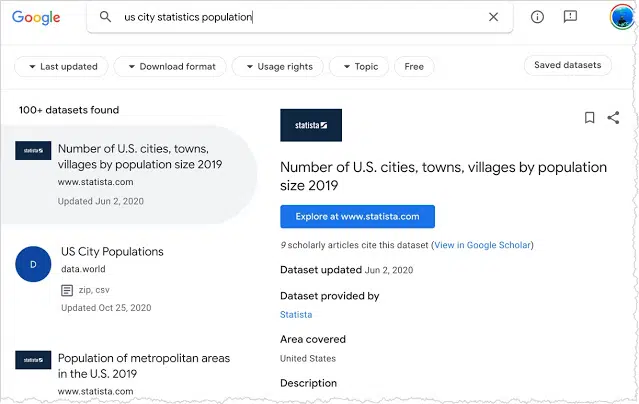 Google
us city statistics population
Last updated
Download format
Usage rights
Topic
Free
Saved datasets
100+ datasets found
statista
Number of U.S. cities, towns,
villages by population size 2019
www.statista.com
Updated Jun 2, 2020
D
US City Populations
data.world
zip, csv
Updated Oct 25, 2020
statista
Population of metropolitan areas
in the U.S. 2019
www.statista.com
statista
Number of U.S. cities, towns, villages by population
size 2019
Explore at www.statista.com
9 scholarly articles cite this dataset (View in Google Scholar)
Dataset updated Jun 2, 2020
Dataset provided by
Statista
Area covered
United States
Description